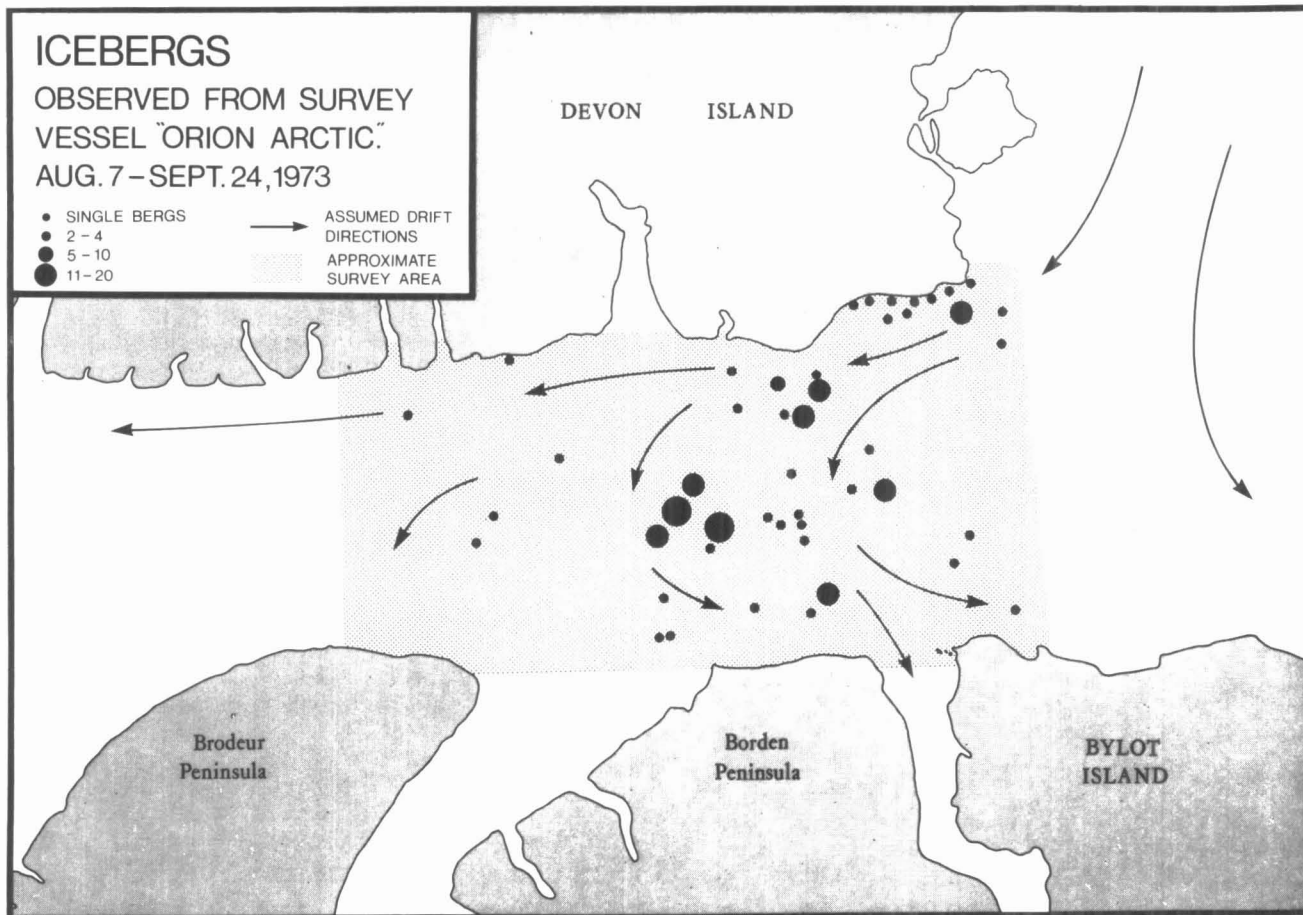 ICEBERGS
OBSERVED FROM SURVEY
VESSEL "ORION ARCTIC."
AUG. 7 – SEPT. 24, 1973
SINGLE BERGS
2 – 4
5 – 10
11 – 20
ASSUMED DRIFT
DIRECTIONS
APPROXIMATE
SURVEY AREA
DEVON ISLAND
Brodeur
Peninsula
Borden
Peninsula
BYLOT
ISLAND